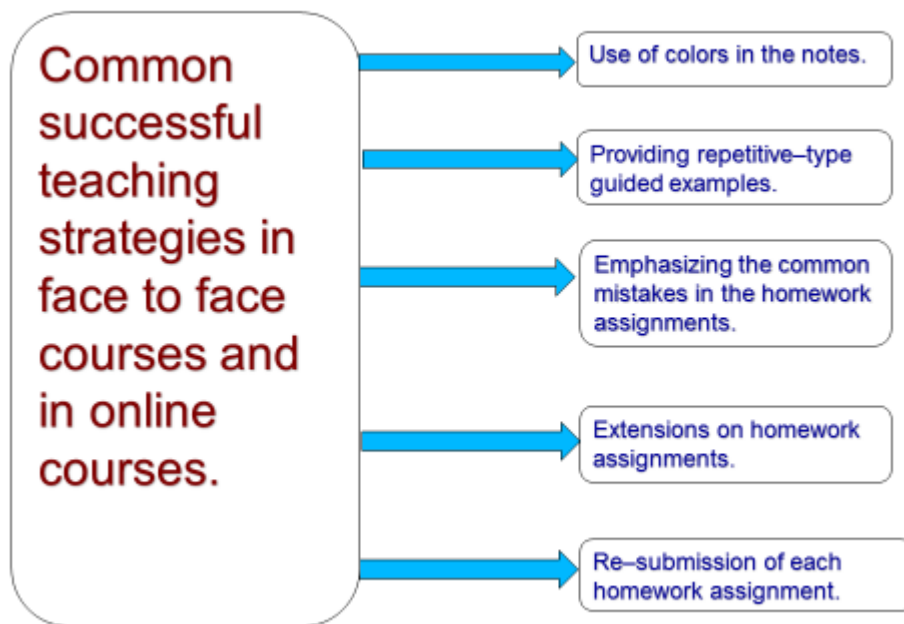 Common
successful
teaching
strategies in
face to face
courses and
in online
courses.
Use of colors in the notes.
Providing repetitive–type
guided examples.
Emphasizing the common
mistakes in the homework
assignments.
Extensions on homework
assignments.
Re–submission of each
homework assignment.